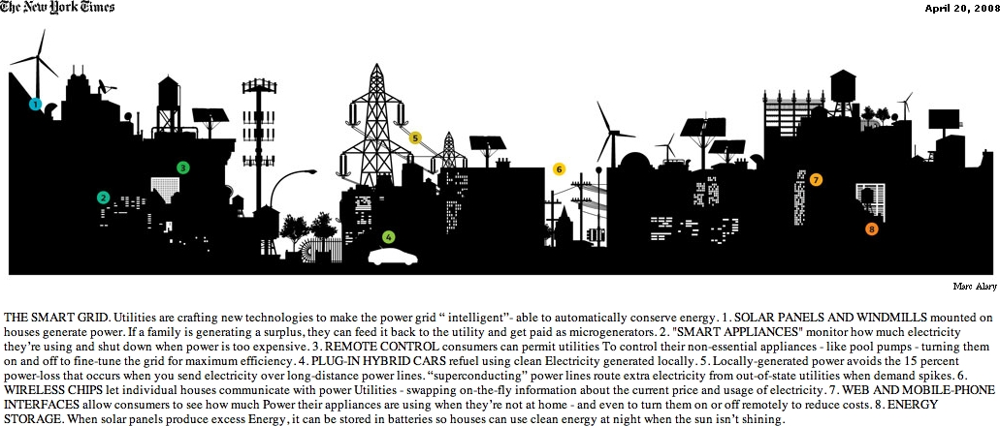 The New York Times
April 20, 2008
1
5
6
3
7
2
8
4
Marc Alary
THE SMART GRID. Utilities are crafting new technologies to make the power grid “ intelligent”- able to automatically conserve energy. 1. SOLAR PANELS AND WINDMILLS mounted on
houses generate power. If a family is generating a surplus, they can feed it back to the utility and get paid as microgenerators. 2. "SMART APPLIANCES" monitor how much electricity
they're using and shut down when power is too expensive. 3. REMOTE CONTROL consumers can permit utilities To control their non-essential appliances - like pool pumps - turning them
on and off to fine-tune the grid for maximum efficiency. 4. PLUG-IN HYBRID CARS refuel using clean Electricity generated locally. 5. Locally-generated power avoids the 15 percent
power-loss that occurs when you send electricity over long-distance power lines. “superconducting” power lines route extra electricity from out-of-state utilities when demand spikes. 6.
WIRELESS CHIPS let individual houses communicate with power Utilities - swapping on-the-fly information about the current price and usage of electricity. 7. WEB AND MOBILE-PHONE
INTERFACES allow consumers to see how much Power their appliances are using when they're not at home - and even to turn them on or off remotely to reduce costs. 8. ENERGY
STORAGE. When solar panels produce excess Energy, it can be stored in batteries so houses can use clean energy at night when the sun isn’t shining.